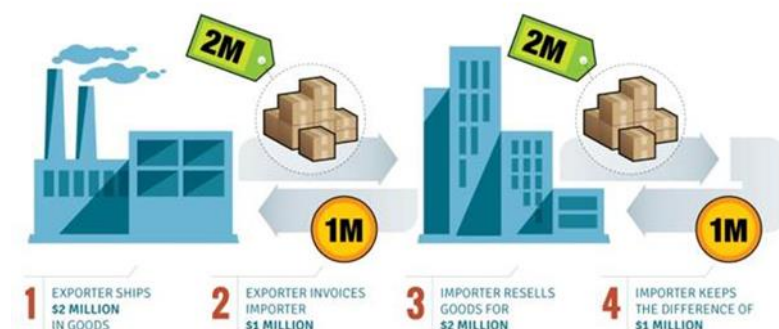 2M
2M
1M
1M
1 EXPORTER SHIPS
$2 MILLION
IN GOODS
2 EXPORTER INVOICES
IMPORTER
$1 MILLION
3 IMPORTER RESELLS
GOODS FOR
$2 MILLION
4 IMPORTER KEEPS
THE DIFFERENCE OF
$1 MILLION